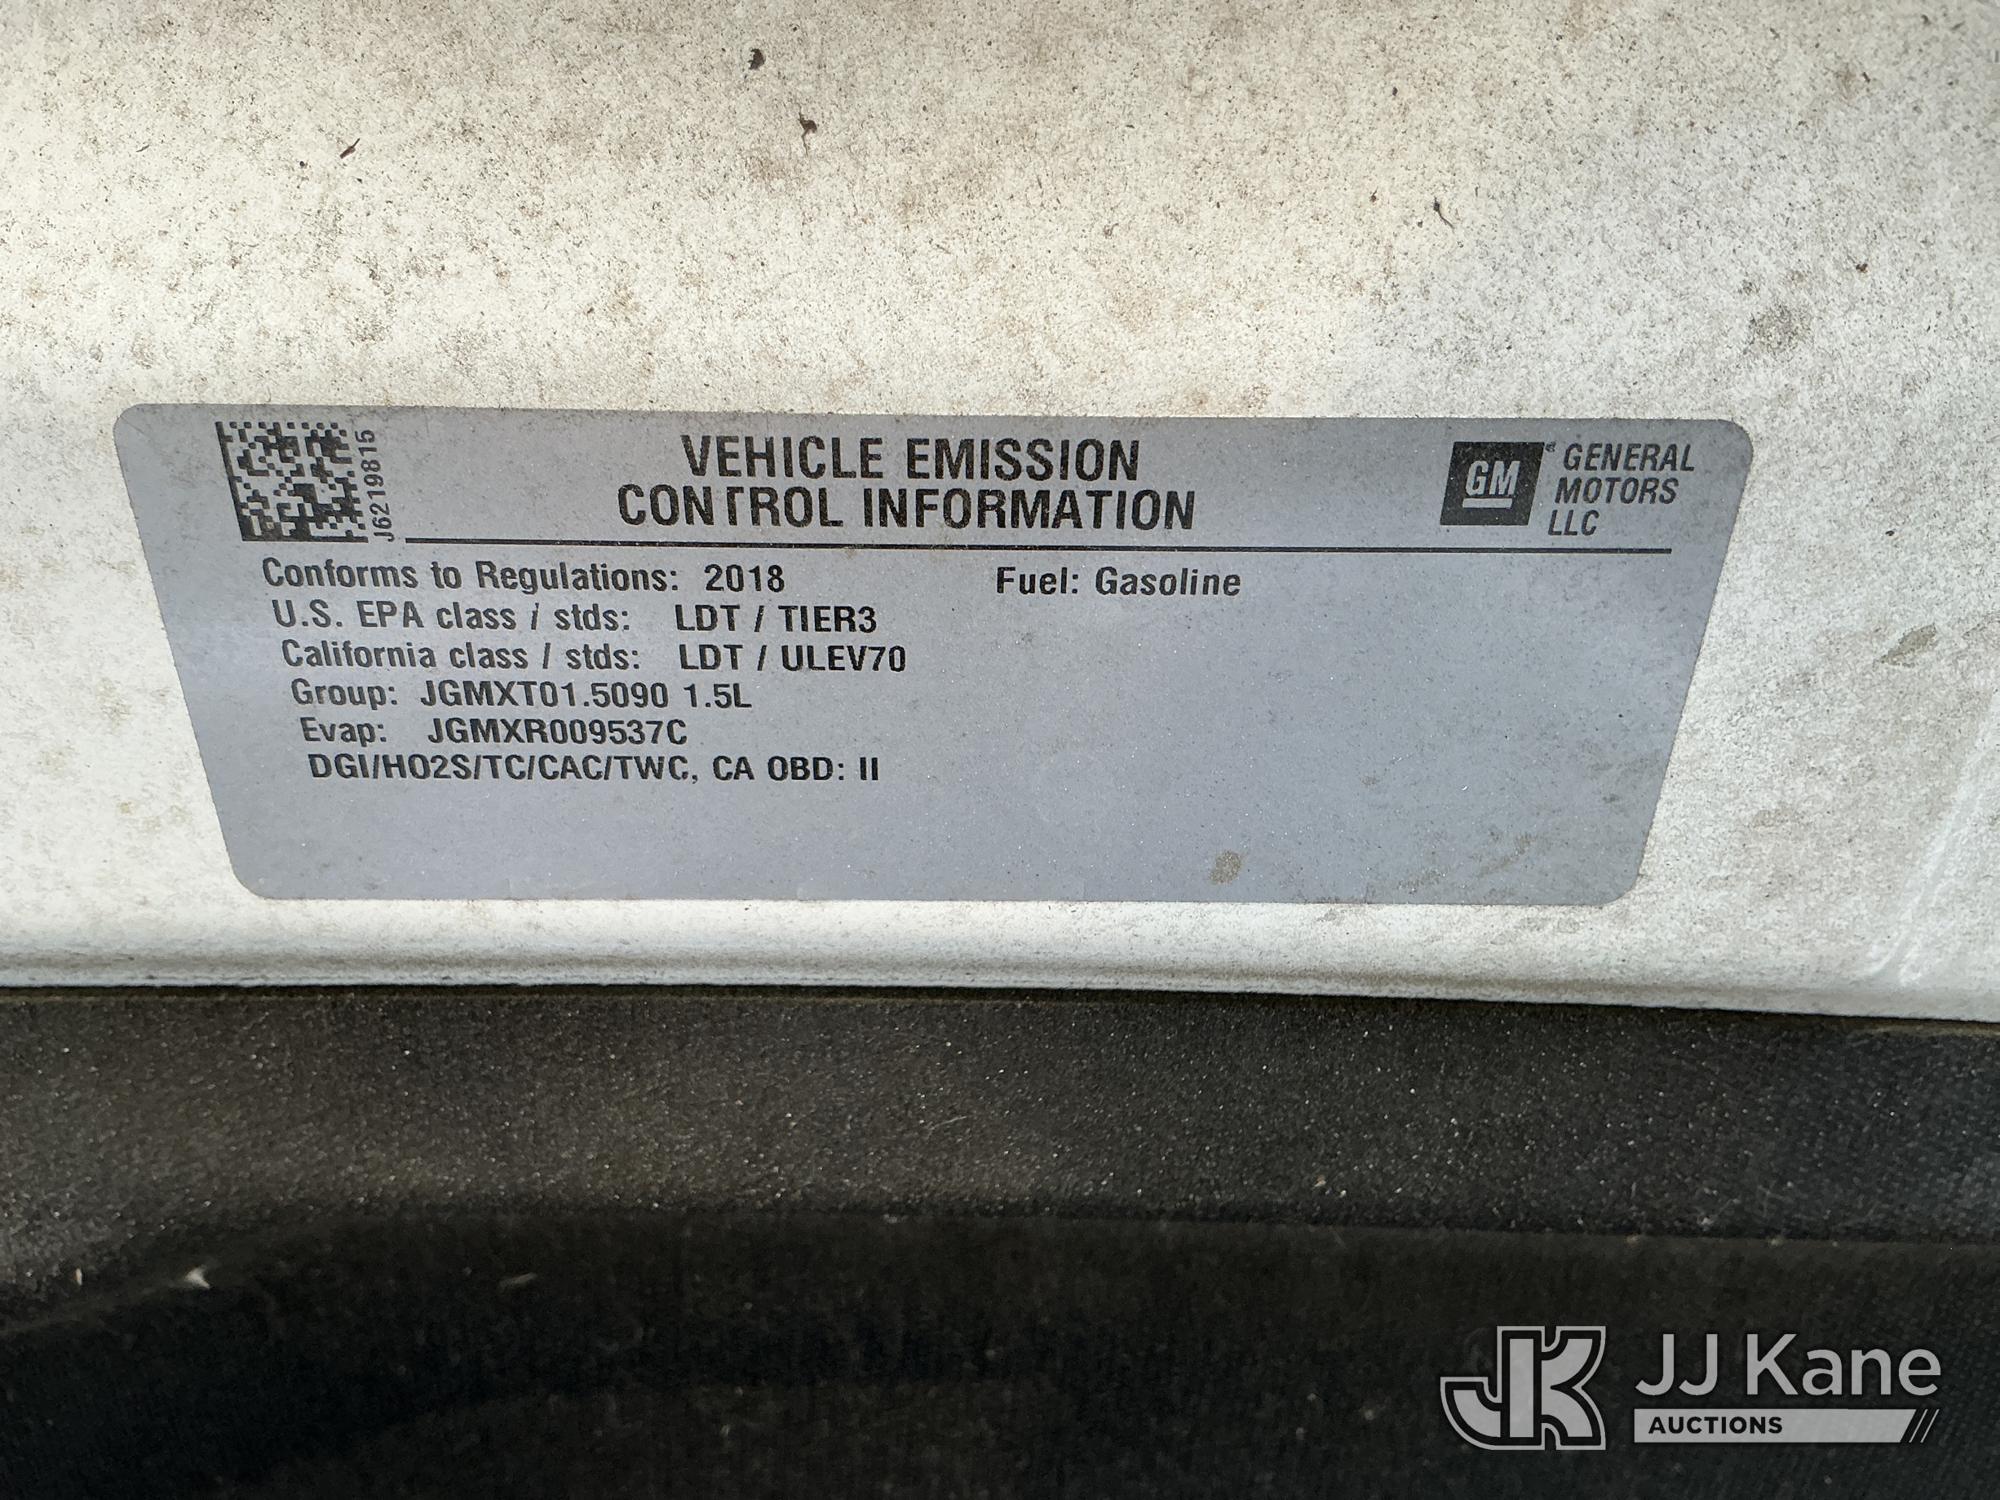 J6219815
VEHICLE EMISSION
CONTROL INFORMATION
GM
GENERAL
MOTORS
LLC
Conforms to Regulations: 2018 Fuel: Gasoline
U.S. EPA class / stds: LDT / TIER3
California class / stds: LDT / ULEV70
Group: JGMXT01.5090 1.5L
Evap: JGMXR009537C
DGI/HO2S/TC/CAC/TWC, CA OBD: II
JK
JJ Kane
AUCTIONS